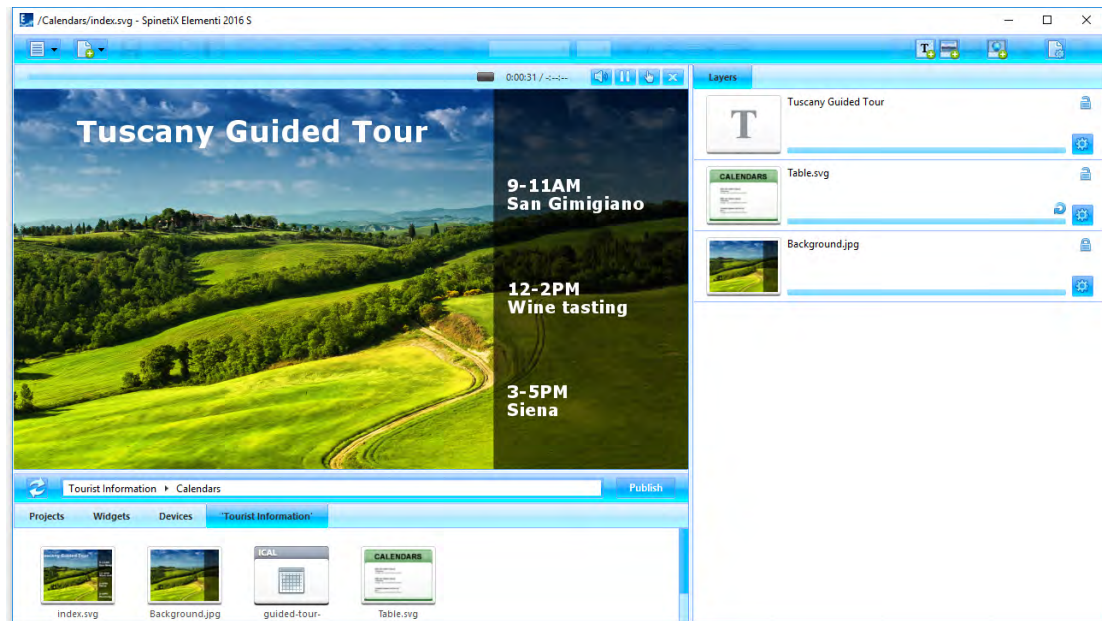 /Calendars/index.svg - SpinetiX Elementi 2016 S
0:00:31 / -:--:--
Layers
Tuscany Guided Tour
9-11AM
San Gimigiano
12-2PM
Wine tasting
3-5PM
Siena
T
Tuscany Guided Tour
CALENDARS
Table.svg
Background.jpg
Tourist Information ▸ Calendars
Publish
Projects
Widgets
Devices
'Tourist Information'
Tuscany Guided Tour
ICAL
CALENDARS
index.svg
Background.jpg
guided-tour-
Table.svg